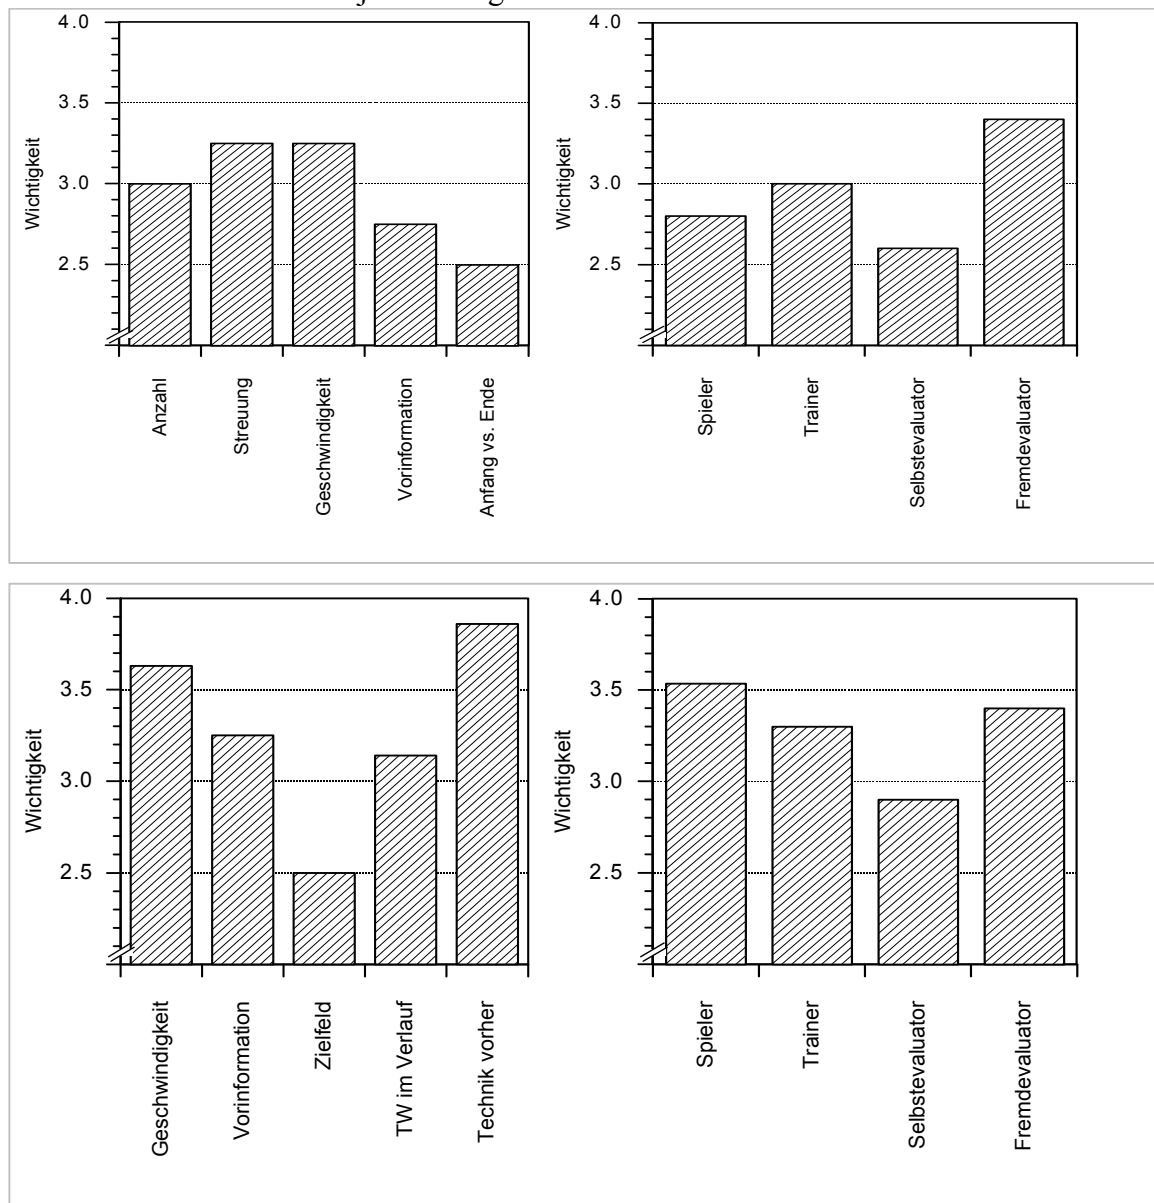 4.0
3.5
3.0
2.5
Wichtigkeit
Anzahl
Streuung
Geschwindigkeit
Vorinformation
Anfang vs. Ende
4.0
3.5
3.0
2.5
Wichtigkeit
Spieler
Trainer
Selbstevaluator
Fremdevaluator
4.0
3.5
3.0
2.5
Wichtigkeit
Geschwindigkeit
Vorinformation
Zielfeld
TW im Verlauf
Technik vorher
4.0
3.5
3.0
2.5
Wichtigkeit
Spieler
Trainer
Selbstevaluator
Fremdevaluator